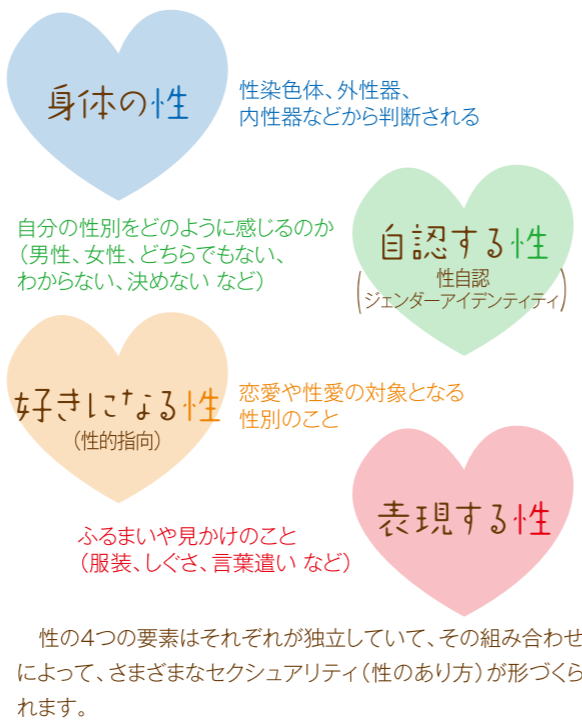 身体の性
性染色体、外性器、
内性器などから判断される
自分の性別をどのように感じるのか
（男性、女性、どちらでもない、
わからない、決めない など）
自認する性
（性自認
ジェンダーアイデンティティ）
好きになる性
（性的指向）
恋愛や性愛の対象となる
性別のこと
ふるまいや見かけのこと
（服装、しぐさ、言葉遣い など）
表現する性
性の4つの要素はそれぞれが独立していて、その組み合わせ
によって、さまざまなセクシュアリティ（性のあり方）が形づくら
れます。